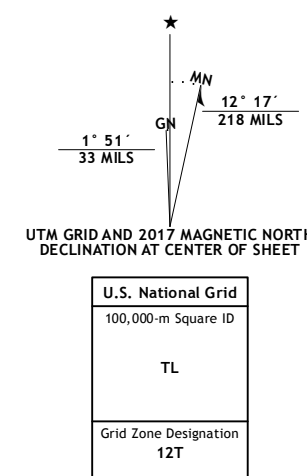 MN
GN
12° 17´
218 MILS
1° 51´
33 MILS
UTM GRID AND 2017 MAGNETIC NORTH
DECLINATION AT CENTER OF SHEET
U.S. National Grid
100,000-m Square ID
TL
Grid Zone Designation
12T